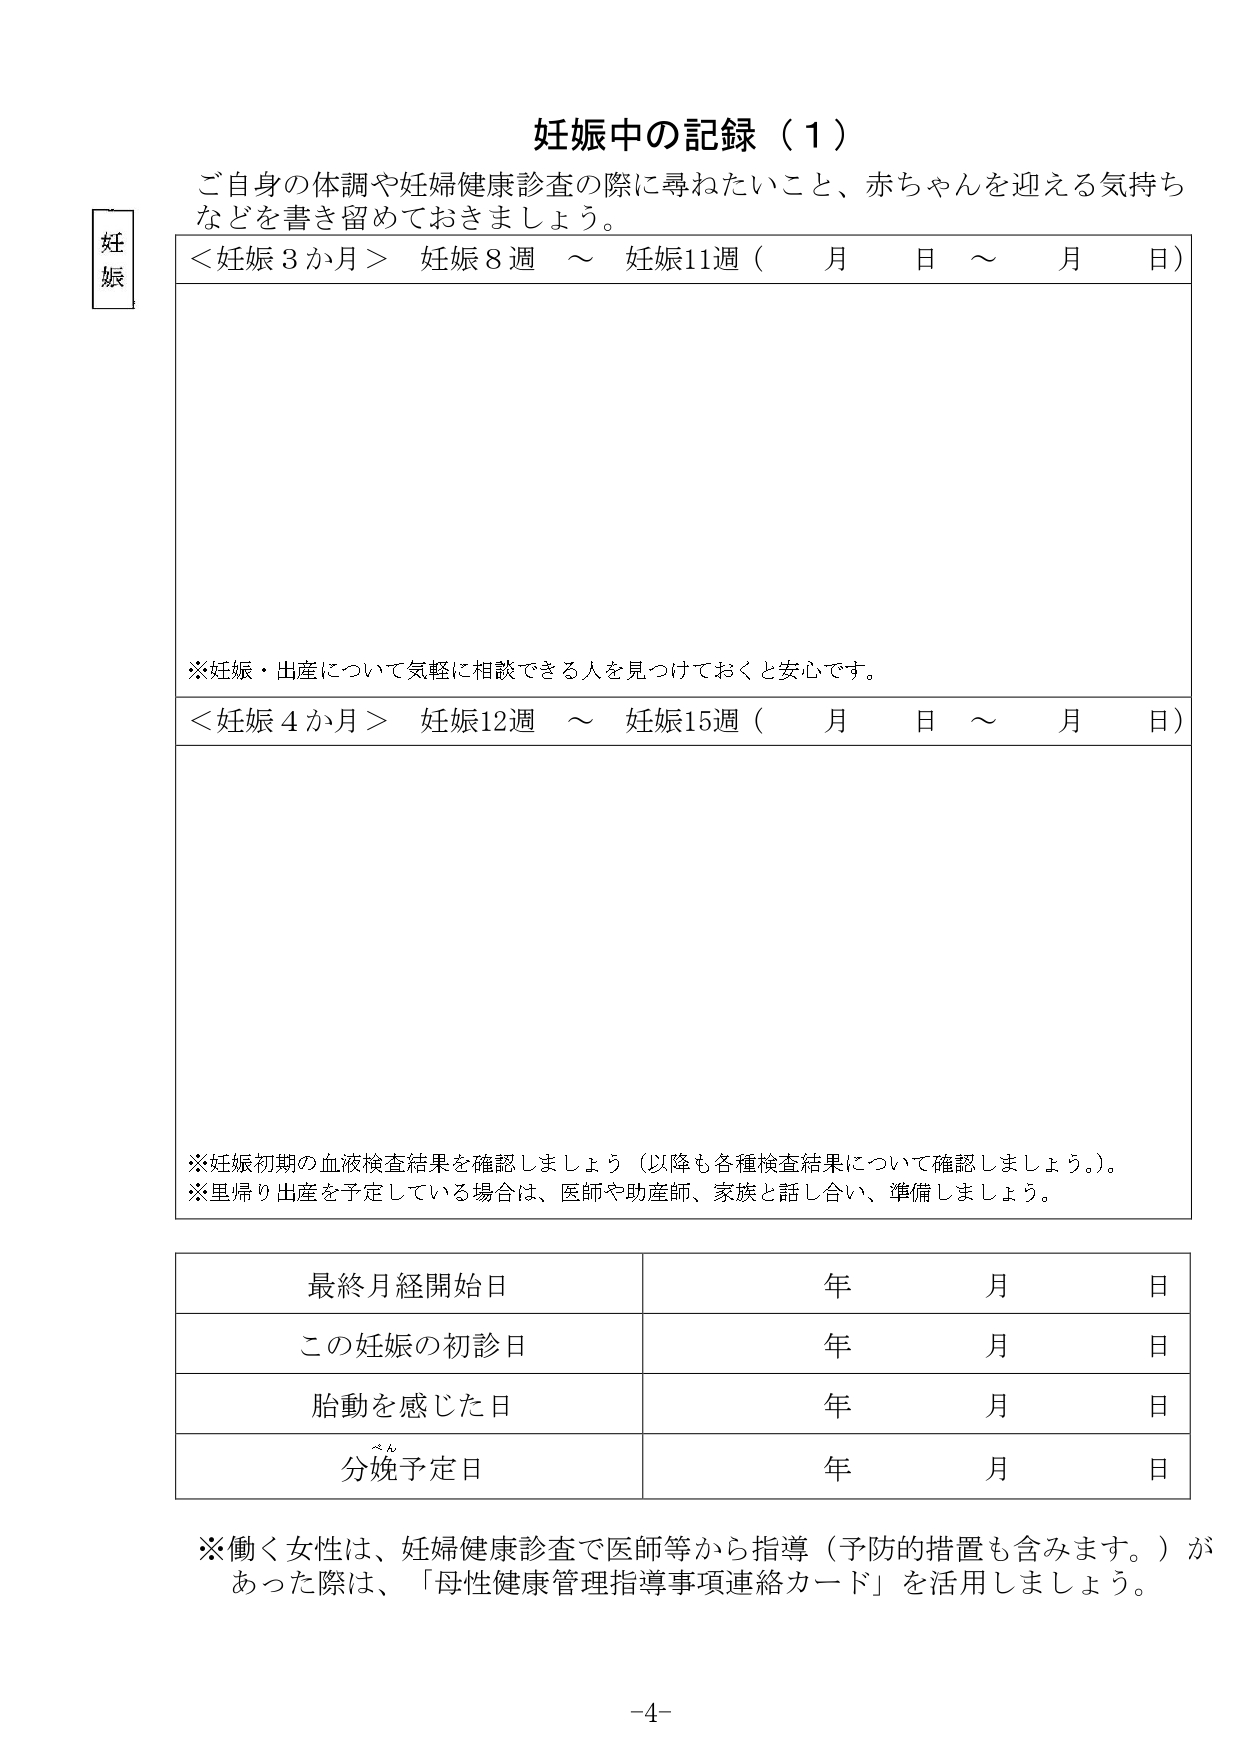 妊娠中の記録（１）
ご自身の体調や妊婦健康診査の際に尋ねたいこと、赤ちゃんを迎える気持ち
などを書き留めておきましょう。
妊
娠
＜妊娠３か月＞　妊娠８週　～　妊娠11週（　　月　　日　～　　月　　日）
※妊娠・出産について気軽に相談できる人を見つけておくと安心です。
＜妊娠４か月＞　妊娠12週　～　妊娠15週（　　月　　日　～　　月　　日）
※妊娠初期の血液検査結果を確認しましょう（以降も各種検査結果について確認しましょう。）。
※里帰り出産を予定している場合は、医師や助産師、家族と話し合い、準備しましょう。
最終月経開始日　　年　　月　　日
この妊娠の初診日　　年　　月　　日
胎動を感じた日　　年　　月　　日
べん
分娩予定日　　年　　月　　日
※働く女性は、妊婦健康診査で医師等から指導（予防的措置も含みます。）が
あった際は、「母性健康管理指導事項連絡カード」を活用しましょう。
−4−